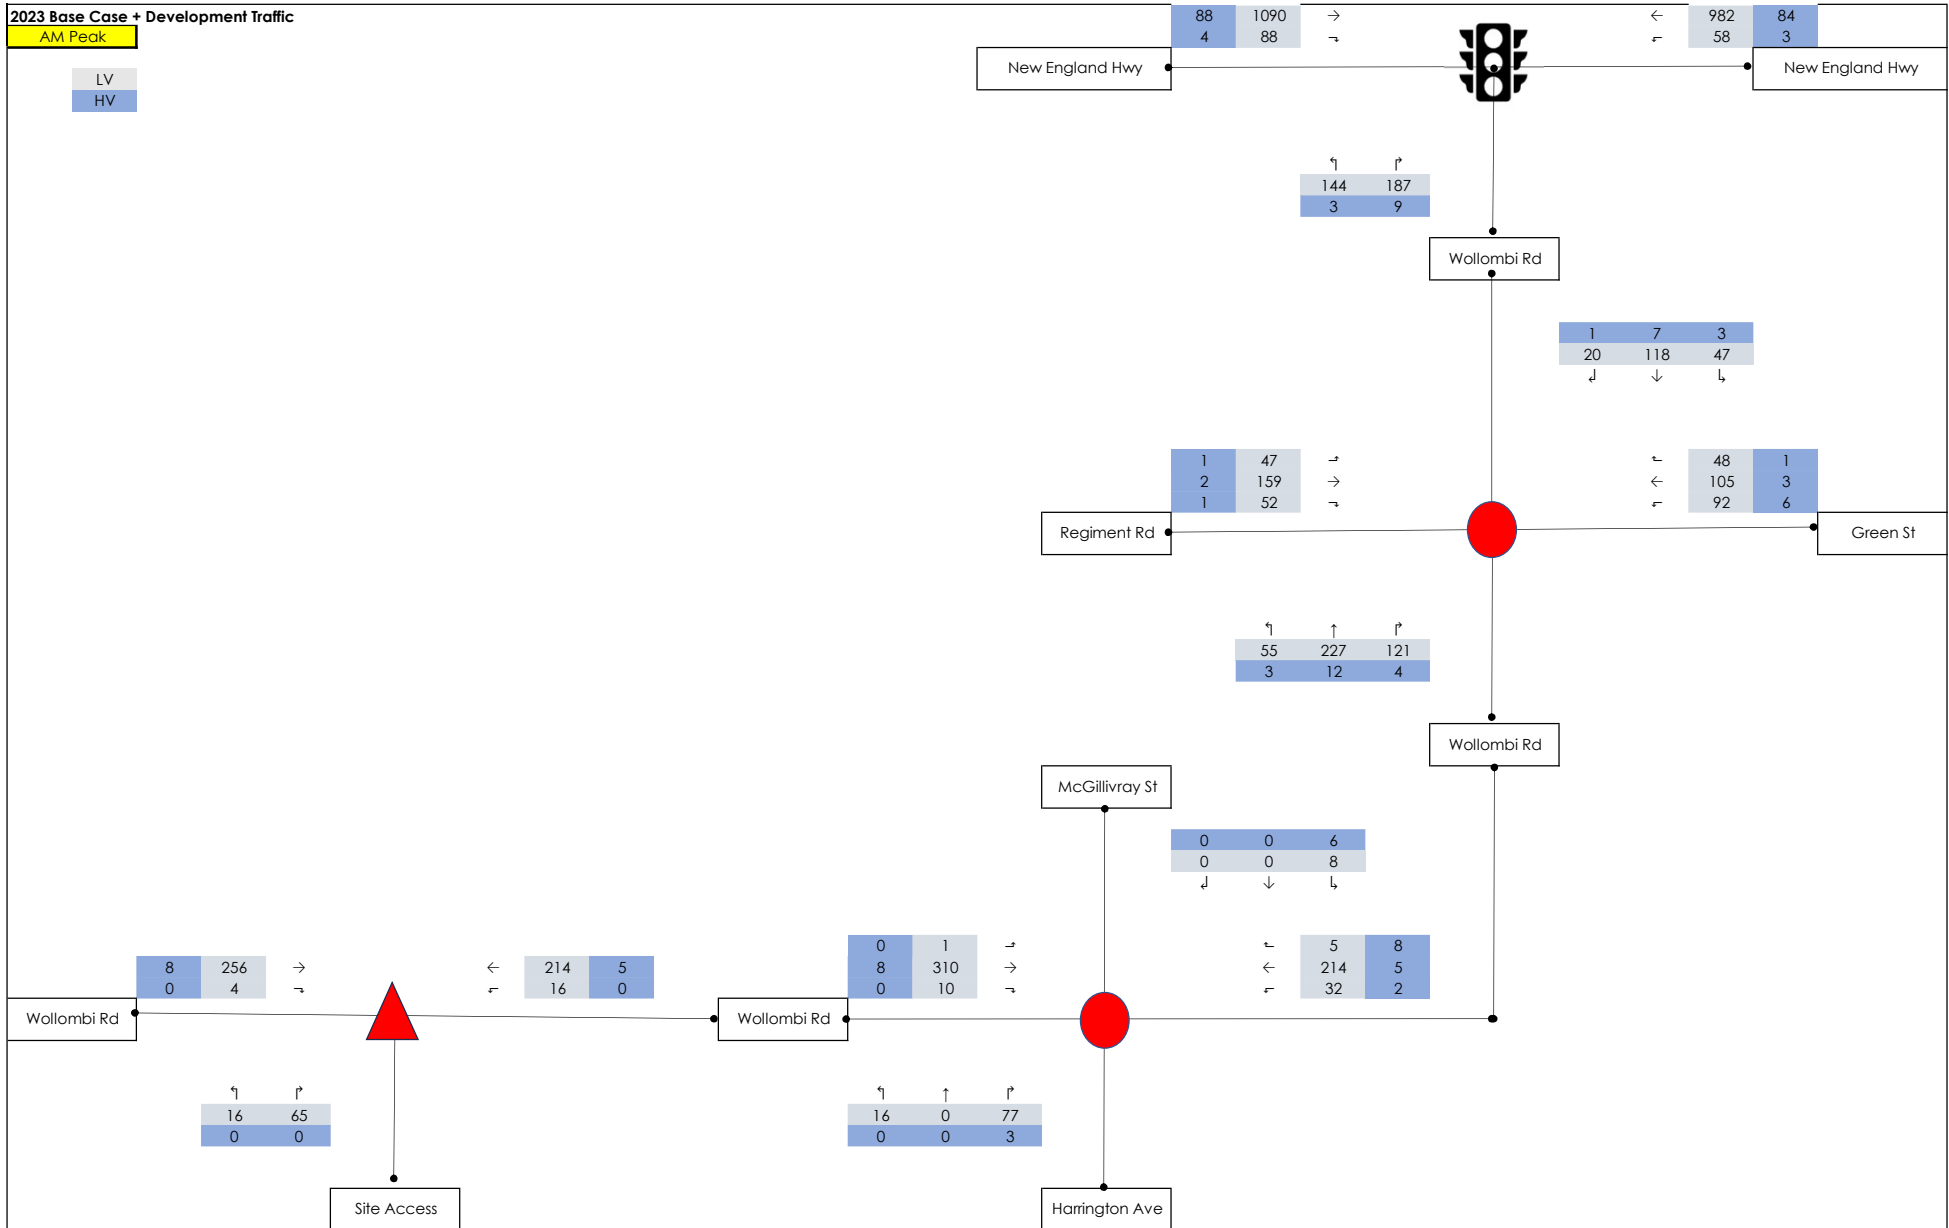 2023 Base Case + Development Traffic
AM Peak
LV
HV
88 1090 → ← 982 84
4 88 ⬎ ⬐ 58 3
New England Hwy
New England Hwy
↰ ↱
144 187
3 9
Wollombi Rd
1 7 3
20 118 47
↲ ↓ ↳
1 47 ⬏ ⬑ 48 1
2 159 → ← 105 3
1 52 ⬎ ⬐ 92 6
Regiment Rd
Green St
↰ ↑ ↱
55 227 121
3 12 4
Wollombi Rd
McGillivray St
0 0 6
0 0 8
↲ ↓ ↳
0 1 ⬏ ⬑ 5 8
8 310 → ← 214 5
0 10 ⬎ ⬐ 32 2
8 256 → ← 214 5
0 4 ⬎ ⬐ 16 0
Wollombi Rd
Wollombi Rd
↰ ↱
16 65
0 0
↰ ↑ ↱
16 0 77
0 0 3
Site Access
Harrington Ave